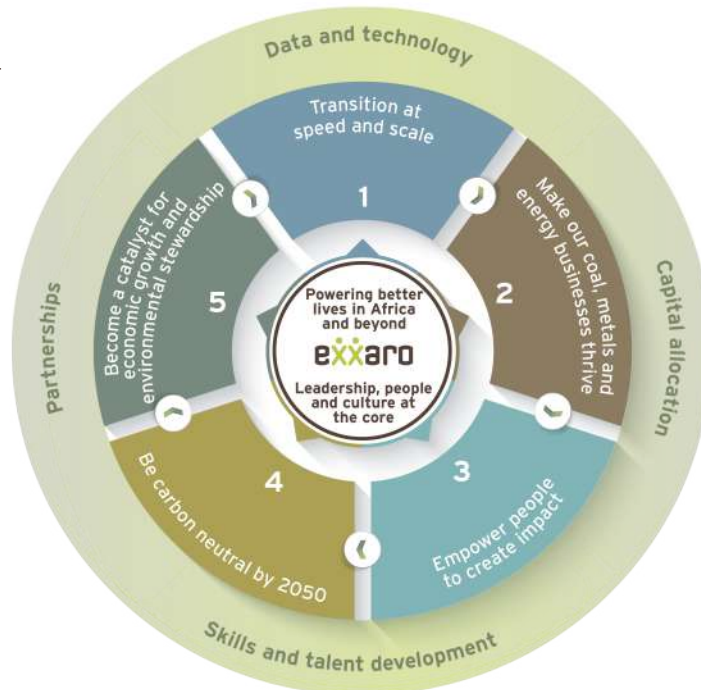 Data and technology
Transition at
speed and scale
1
Make our coal, metals and
energy businesses thrive
2
Capital allocation
3
Empower people
to create impact
Skills and talent development
4
Be carbon neutral by 2050
5
Become a catalyst for
economic growth and
environmental stewardship
Partnerships
Powering better
lives in Africa
and beyond
exxaro
Leadership, people
and culture at
the core